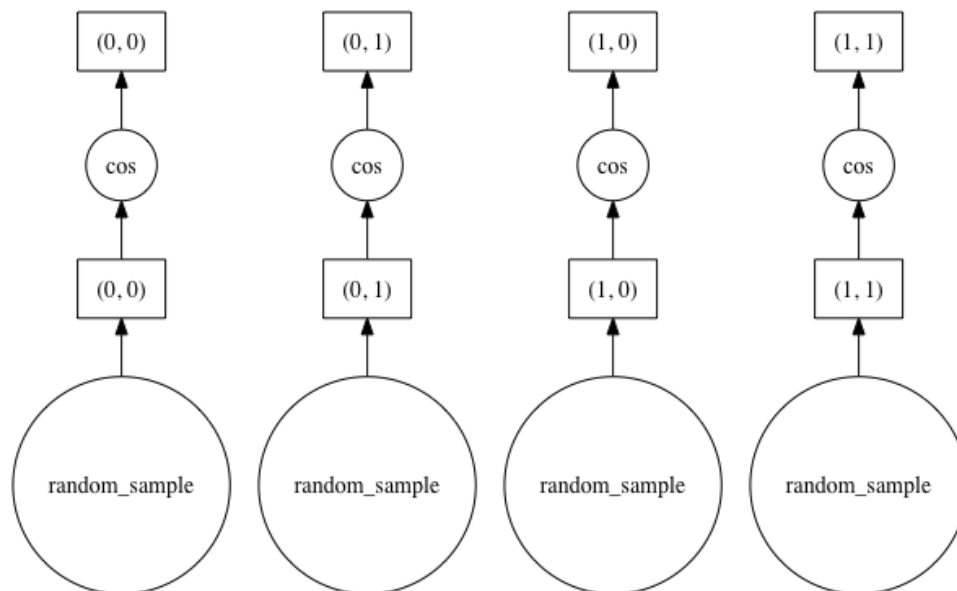 (0, 0) (0, 1) (1, 0) (1, 1)
cos cos cos cos
(0, 0) (0, 1) (1, 0) (1, 1)
random_sample random_sample random_sample random_sample